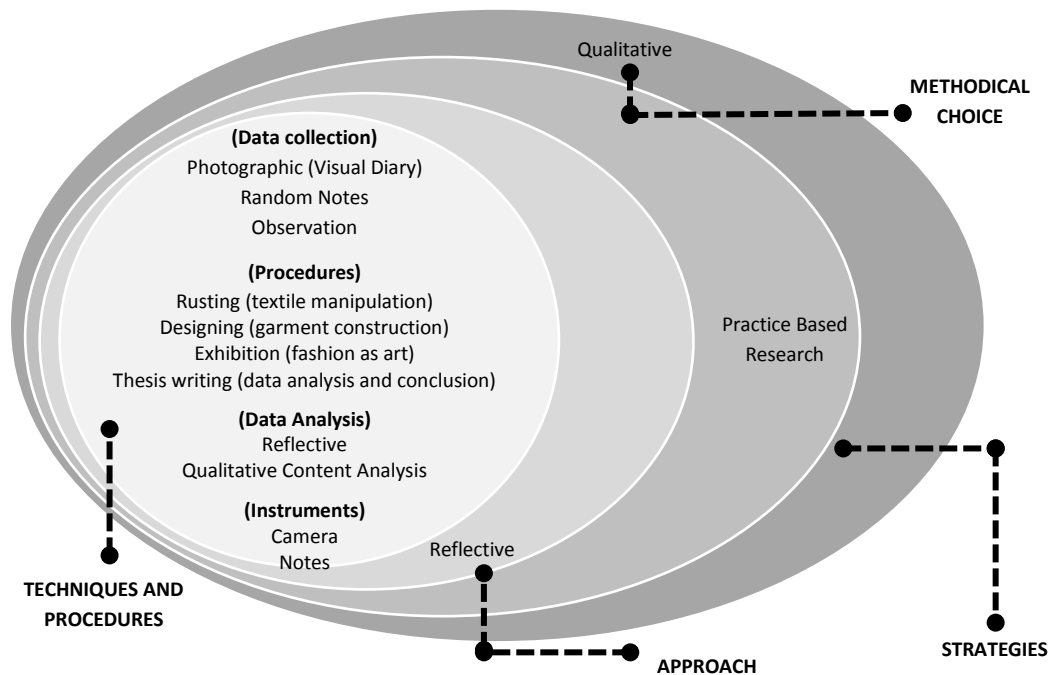 Qualitative
METHODICAL
CHOICE
(Data collection)
Photographic (Visual Diary)
Random Notes
Observation
(Procedures)
Rusting (textile manipulation)
Designing (garment construction)
Exhibition (fashion as art)
Thesis writing (data analysis and conclusion)
Practice Based
Research
(Data Analysis)
Reflective
Qualitative Content Analysis
(Instruments)
Camera
Notes
Reflective
TECHNIQUES AND
PROCEDURES
APPROACH
STRATEGIES